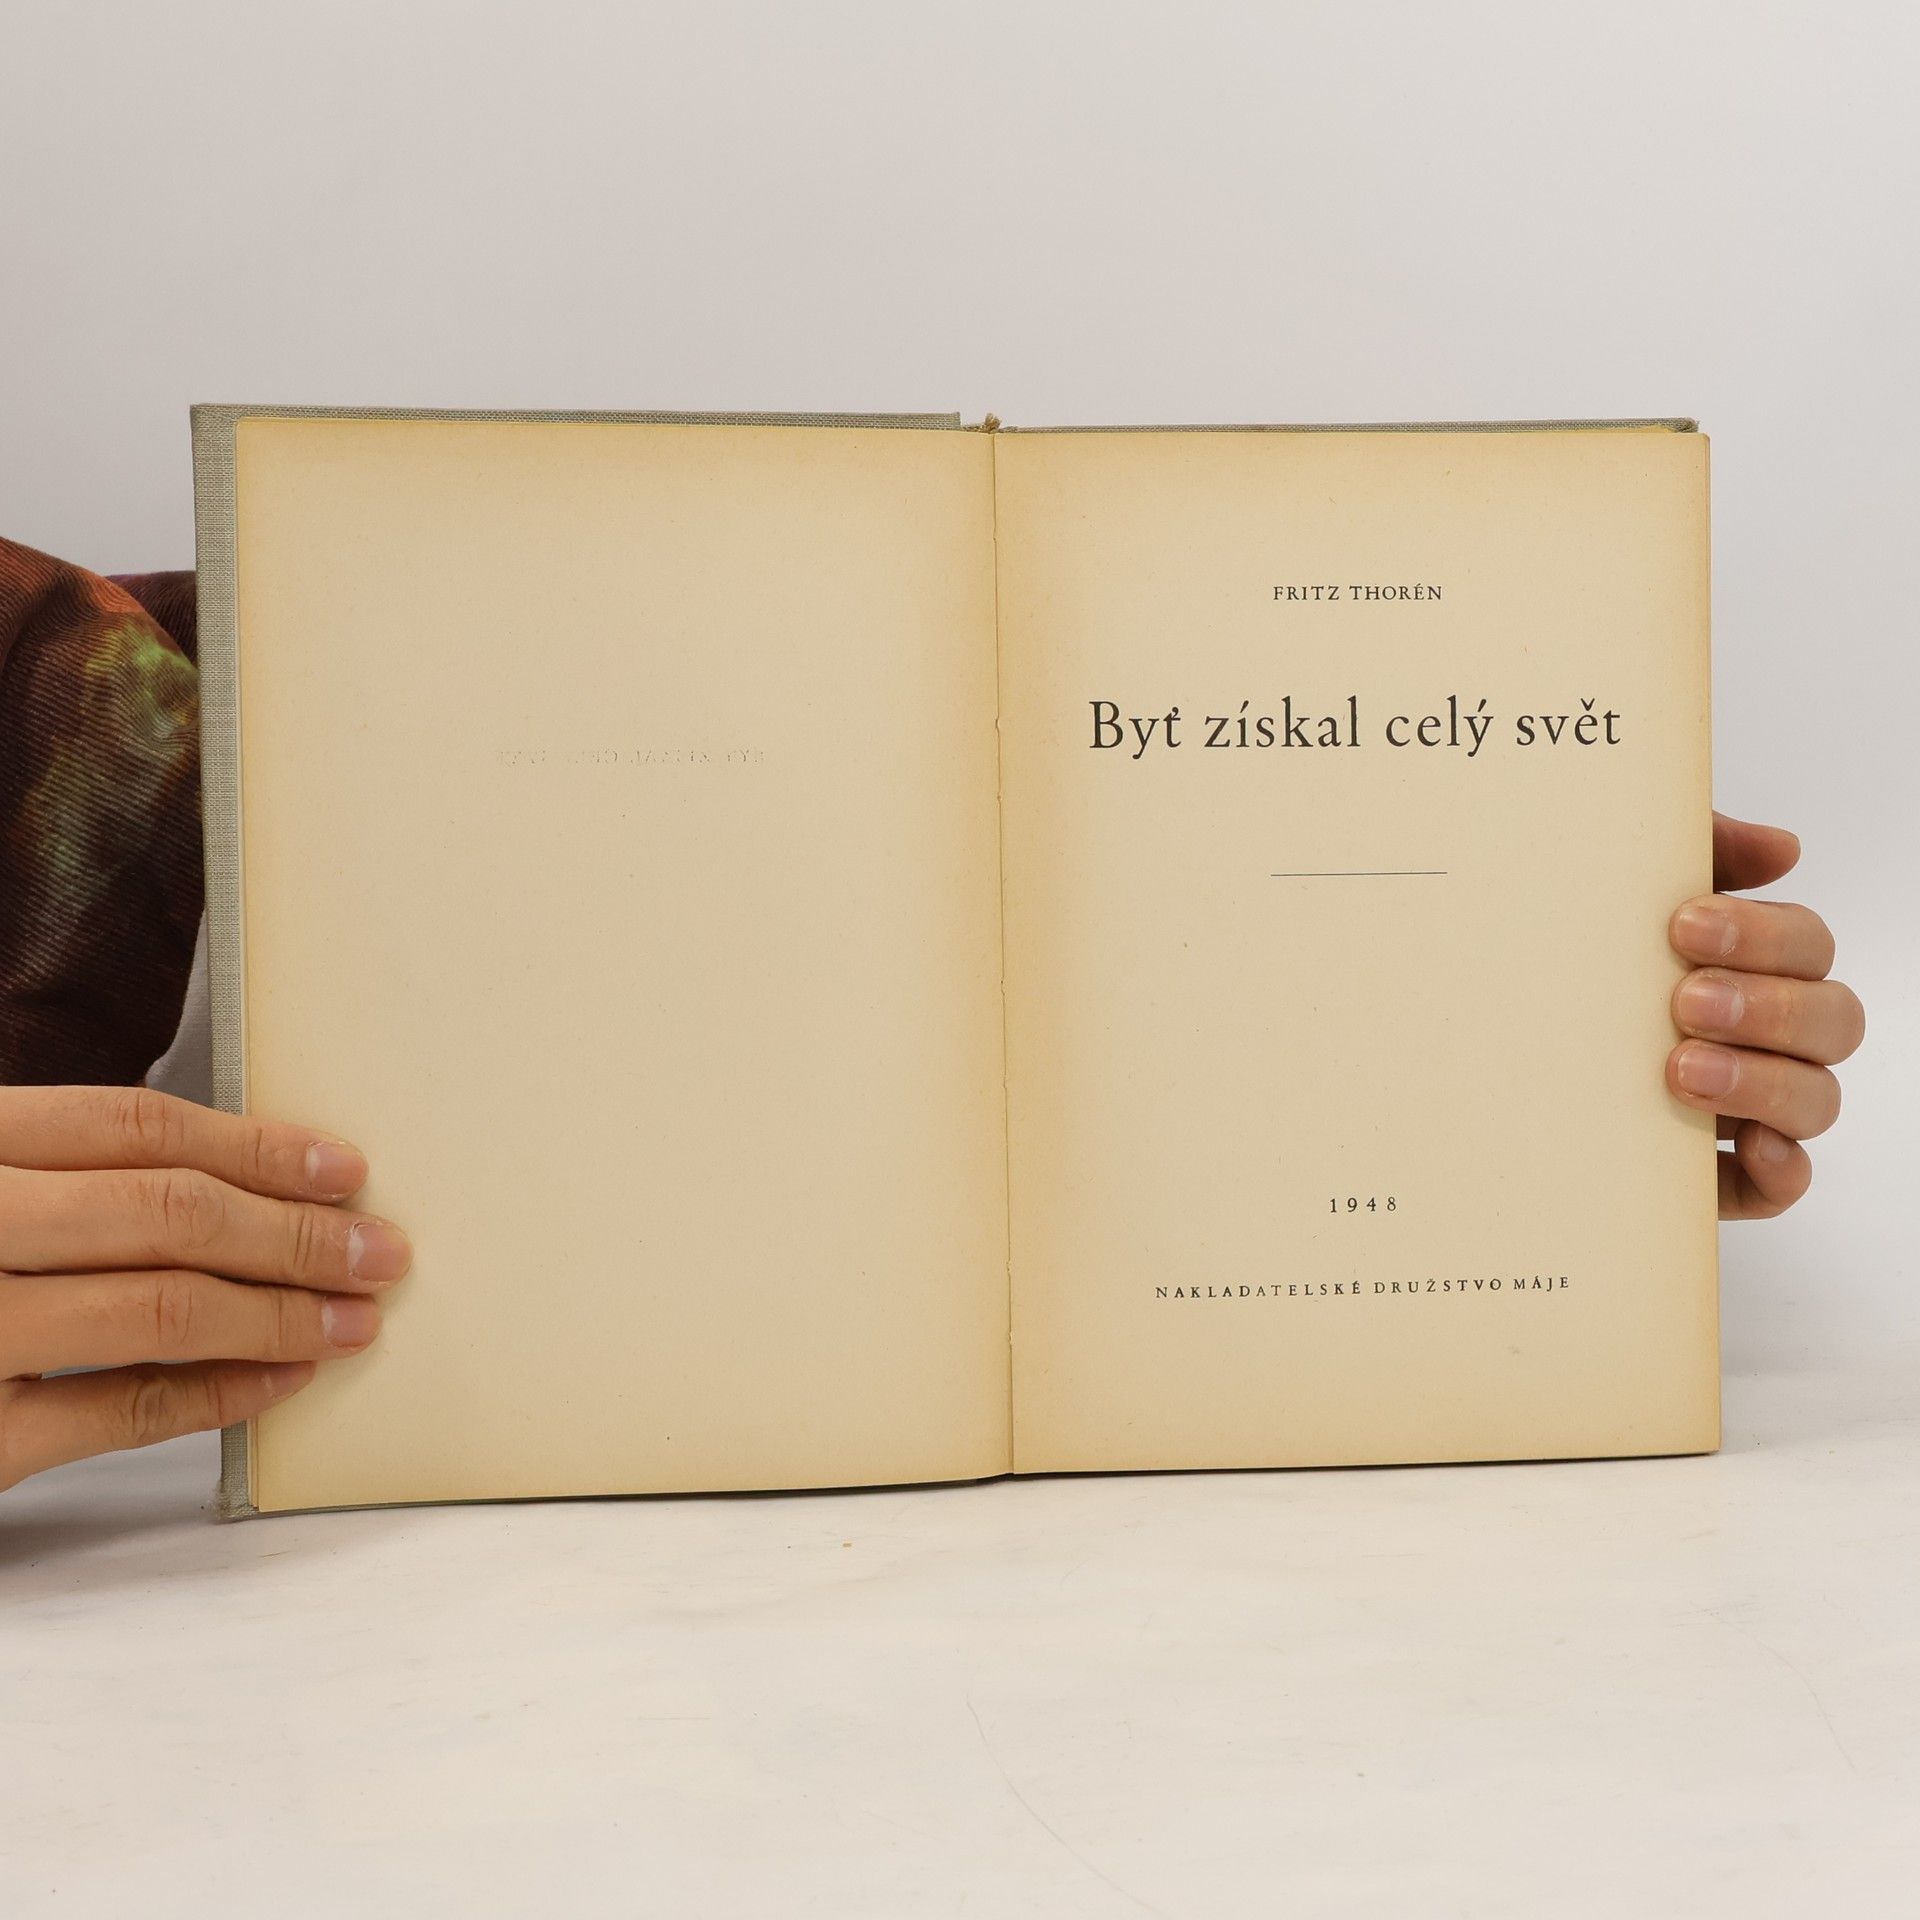 FRITZ THORÉN
Byť získal celý svět
1948
NAKLADATELSKÉ DRUŽSTVO MÁJE